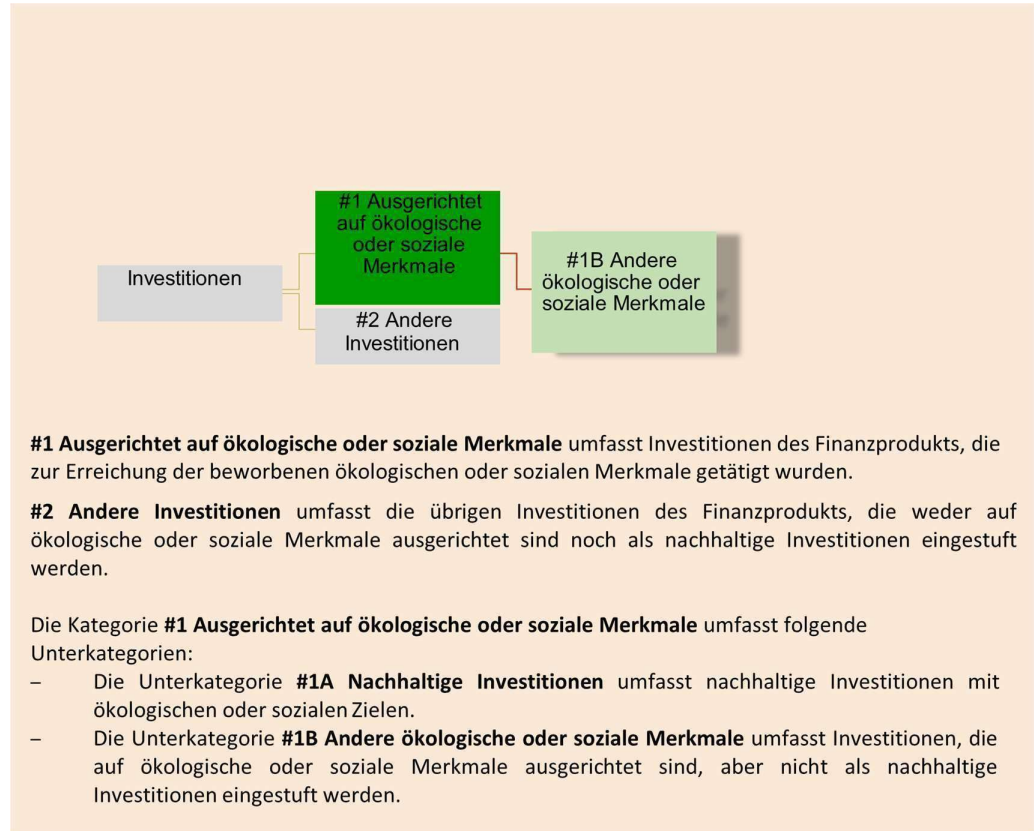 #1 Ausgerichtet
auf ökologische
oder soziale
Merkmale
Investitionen
#1B Andere
ökologische oder
soziale Merkmale
#2 Andere
Investitionen
#1 Ausgerichtet auf ökologische oder soziale Merkmale umfasst Investitionen des Finanzprodukts, die
zur Erreichung der beworbenen ökologischen oder sozialen Merkmale getätigt wurden.
#2 Andere Investitionen umfasst die übrigen Investitionen des Finanzprodukts, die weder auf
ökologische oder soziale Merkmale ausgerichtet sind noch als nachhaltige Investitionen eingestuft
werden.
Die Kategorie #1 Ausgerichtet auf ökologische oder soziale Merkmale umfasst folgende
Unterkategorien:
– Die Unterkategorie #1A Nachhaltige Investitionen umfasst nachhaltige Investitionen mit
ökologischen oder sozialen Zielen.
– Die Unterkategorie #1B Andere ökologische oder soziale Merkmale umfasst Investitionen, die
auf ökologische oder soziale Merkmale ausgerichtet sind, aber nicht als nachhaltige
Investitionen eingestuft werden.